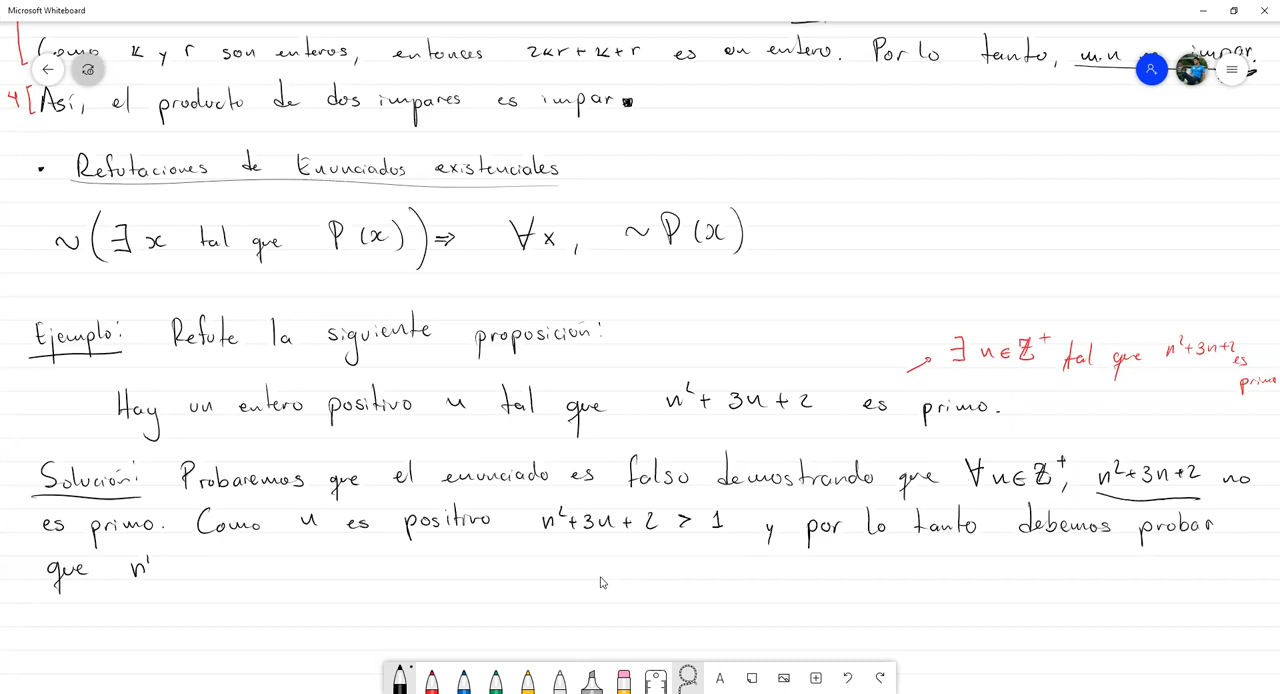 Microsoft Whiteboard
Como k y r son enteros, entonces 2kr + k + r es un entero. Por lo tanto, m.n impar.
4 [Así, el producto de dos impares es impar
• Refutaciones de Enunciados existenciales
~(∃ x tal que P(x)) ⇒ ∀x, ~P(x)
Ejemplo: Refute la siguiente proposición:
∃ n ∈ ℤ⁺ tal que n²+3n+2 es primo
Hay un entero positivo n tal que n² + 3n + 2 es primo.
Solución: Probaremos que el enunciado es falso demostrando que ∀n∈ℤ⁺, n²+3n+2 no
es primo. Como n es positivo n²+3n+2 > 1 y por lo tanto debemos probar
que n'
A